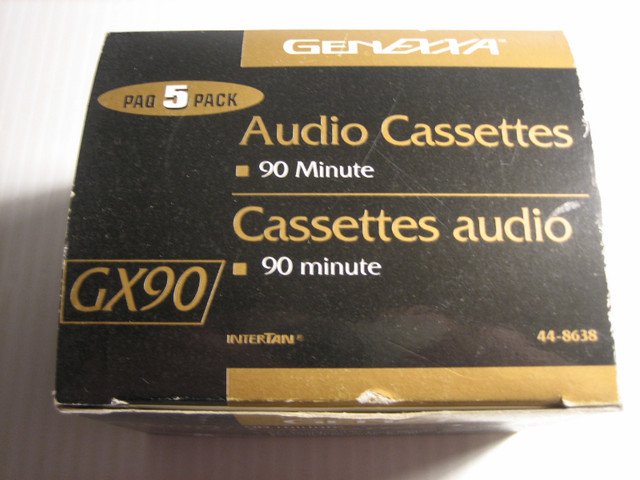 GENEXXA®
PAQ 5 PACK
Audio Cassettes
90 Minute
Cassettes audio
90 minute
GX90
INTERTAN®
44-8638